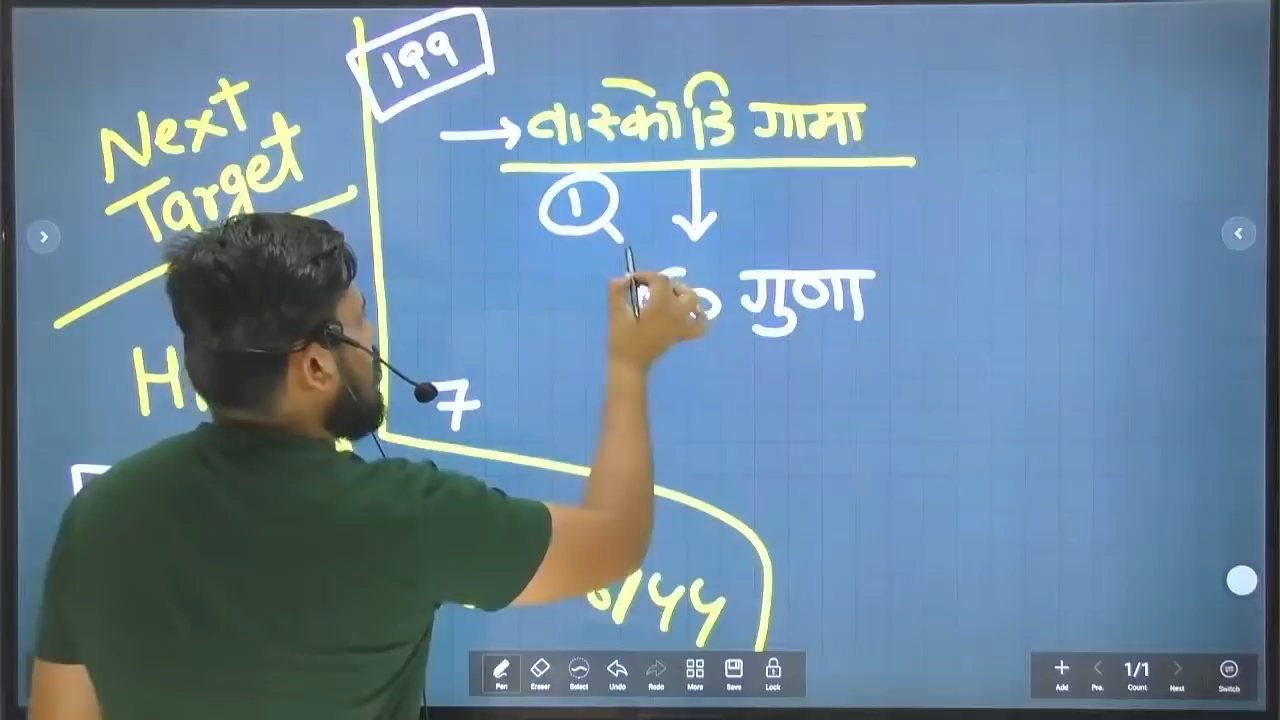 199
Next
Target
→ वास्कोडि गामा
1
गुणा
7
/44
Pen Eraser Select Undo Redo More Save Lock
Add Pre. 1/1 Count Next Switch